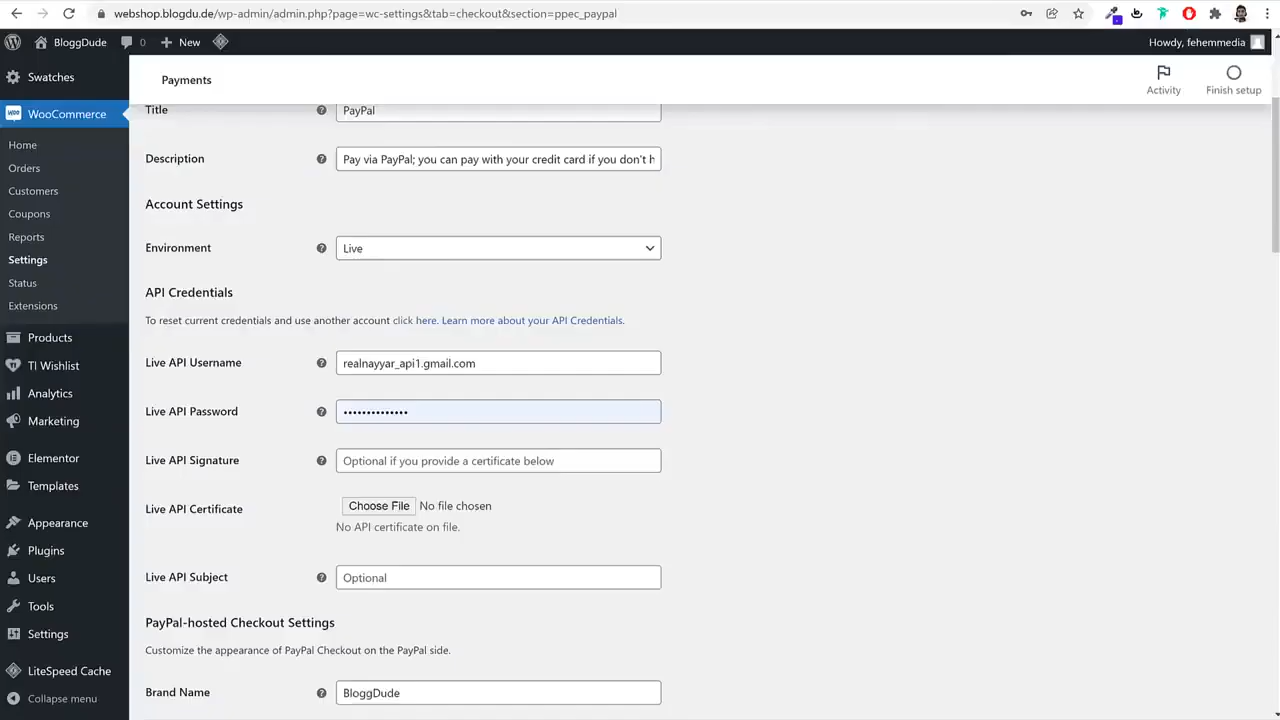 webshop.blogdu.de/wp-admin/admin.php?page=wc-settings&tab=checkout&section=ppec_paypal
BloggDude 0 New
Howdy, fehemmedia
Swatches
WooCommerce
Home
Orders
Customers
Coupons
Reports
Settings
Status
Extensions
Products
TI Wishlist
Analytics
Marketing
Elementor
Templates
Appearance
Plugins
Users
Tools
Settings
LiteSpeed Cache
Collapse menu
Payments
Activity
Finish setup
Title PayPal
Description Pay via PayPal; you can pay with your credit card if you don't h
Account Settings
Environment Live
API Credentials
To reset current credentials and use another account click here. Learn more about your API Credentials.
Live API Username realnayyar_api1.gmail.com
Live API Password ••••••••••••••
Live API Signature Optional if you provide a certificate below
Live API Certificate Choose File No file chosen
No API certificate on file.
Live API Subject Optional
PayPal-hosted Checkout Settings
Customize the appearance of PayPal Checkout on the PayPal side.
Brand Name BloggDude